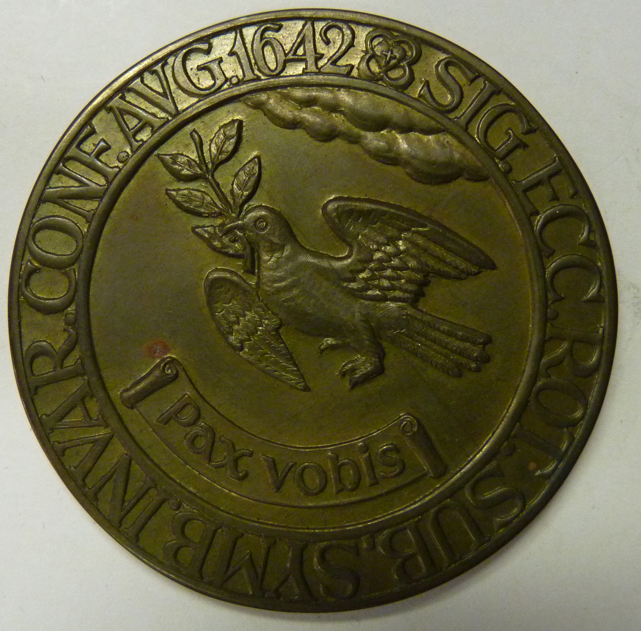 SIG. ECC. ROT. SUB. SYMB. INVAR. CONF. AVG. 1642
Pax vobis